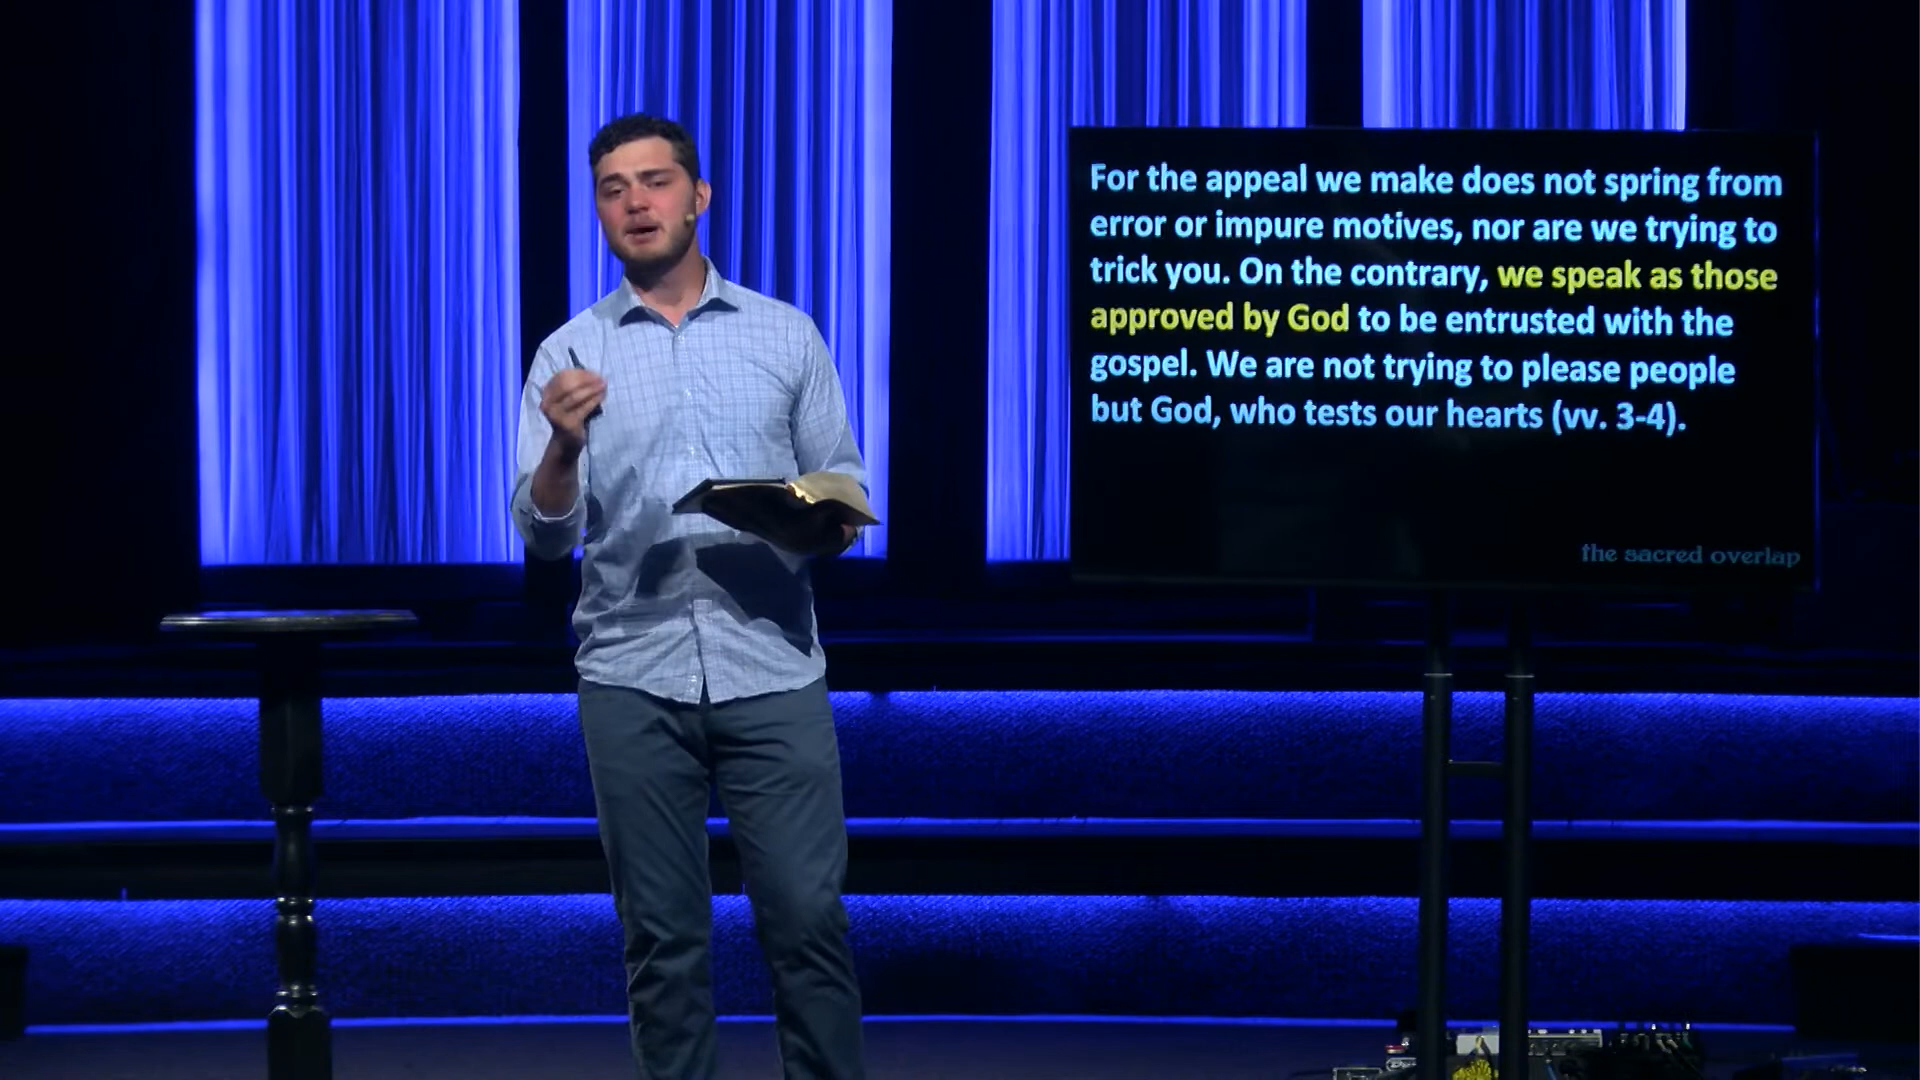 For the appeal we make does not spring from
error or impure motives, nor are we trying to
trick you. On the contrary, we speak as those
approved by God to be entrusted with the
gospel. We are not trying to please people
but God, who tests our hearts (vv. 3-4).
the sacred overlap